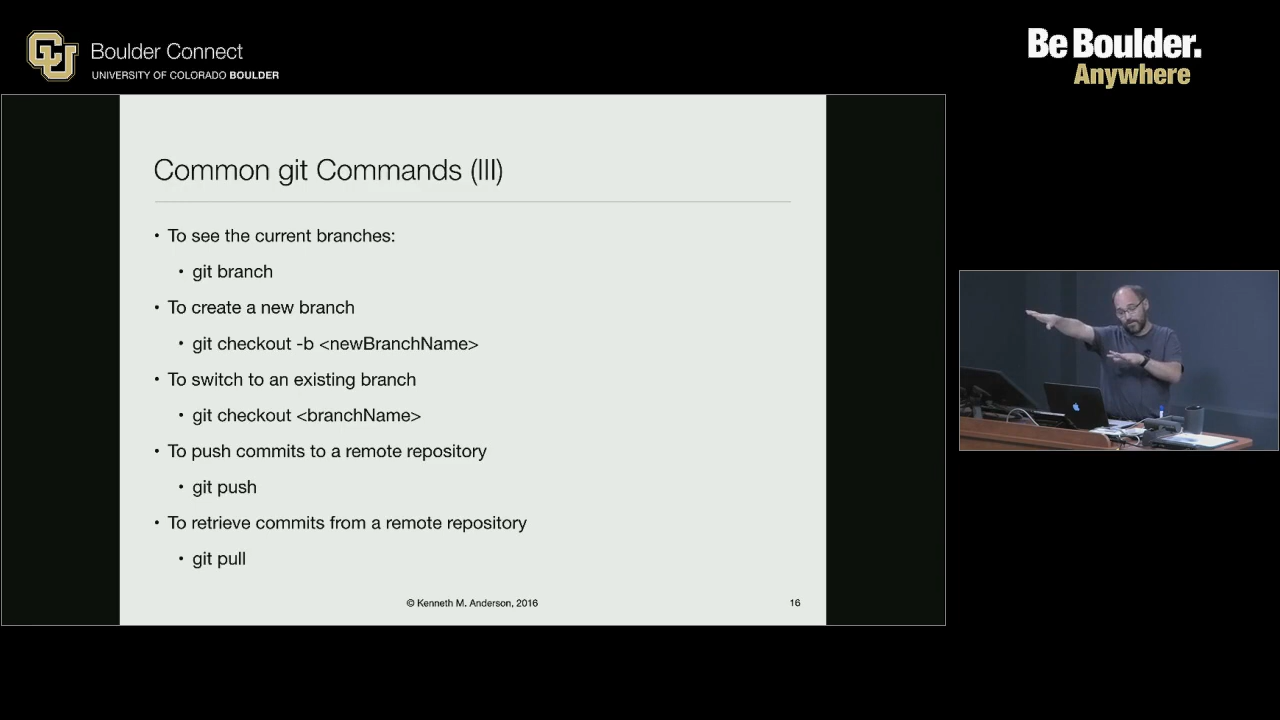 CU
Boulder Connect
UNIVERSITY OF COLORADO BOULDER
Be Boulder.
Anywhere
Common git Commands (III)
• To see the current branches:
• git branch
• To create a new branch
• git checkout -b <newBranchName>
• To switch to an existing branch
• git checkout <branchName>
• To push commits to a remote repository
• git push
• To retrieve commits from a remote repository
• git pull
© Kenneth M. Anderson, 2016
16